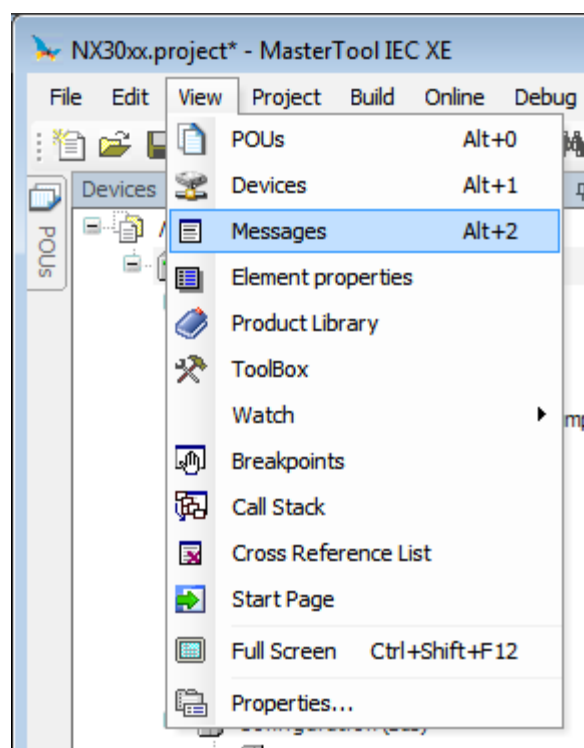 NX30xx.project* - MasterTool IEC XE
File Edit View Project Build Online Debug
POUs Alt+0
Devices
Devices Alt+1
POUs
Messages Alt+2
Element properties
Product Library
ToolBox
Watch
Breakpoints
Call Stack
Cross Reference List
Start Page
Full Screen Ctrl+Shift+F12
Properties...